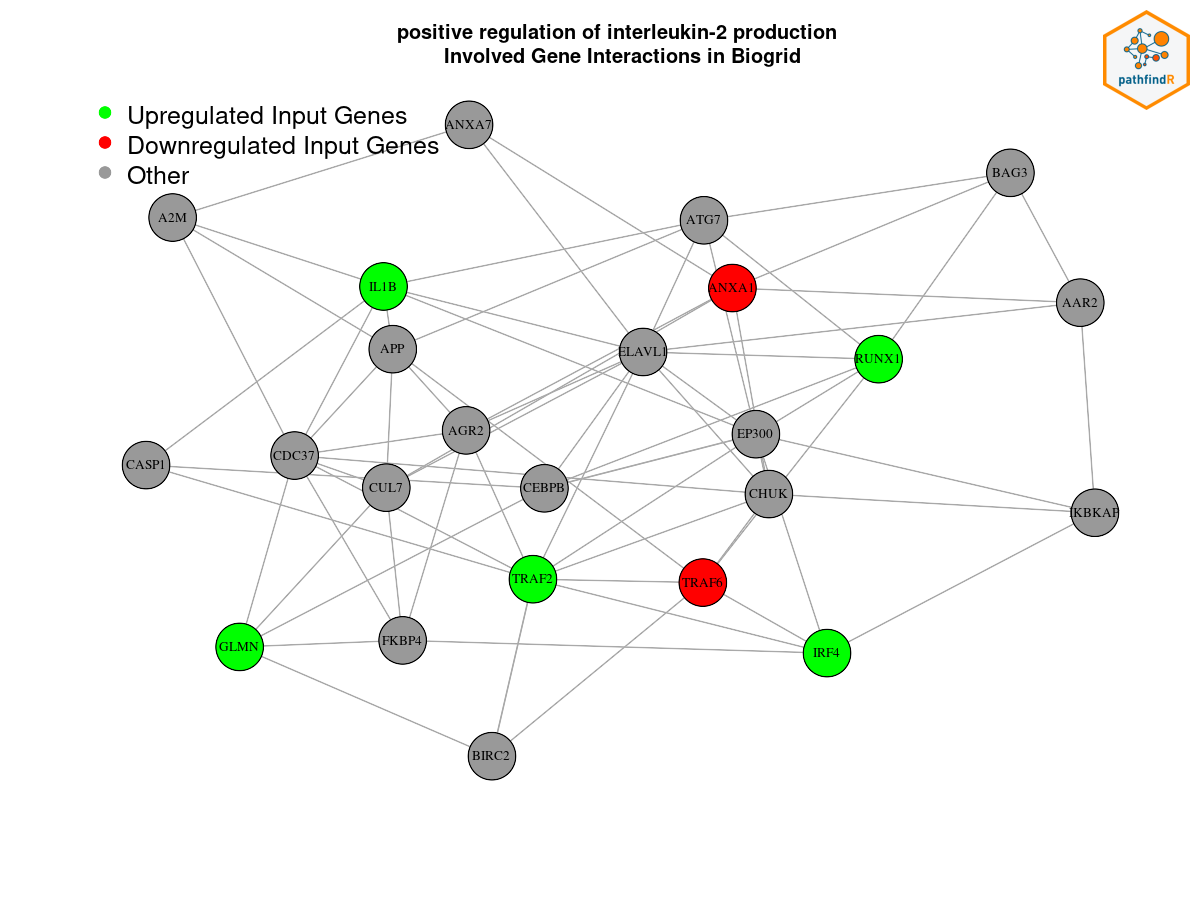 positive regulation of interleukin-2 production
Involved Gene Interactions in Biogrid
pathfindR
Upregulated Input Genes
Downregulated Input Genes
Other
ANXA7
BAG3
A2M
ATG7
IL1B
ANXA1
AAR2
APP
ELAVL1
RUNX1
AGR2
EP300
CASP1
CDC37
CUL7
CEBPB
CHUK
IKBKAP
TRAF2
TRAF6
GLMN
FKBP4
IRF4
BIRC2